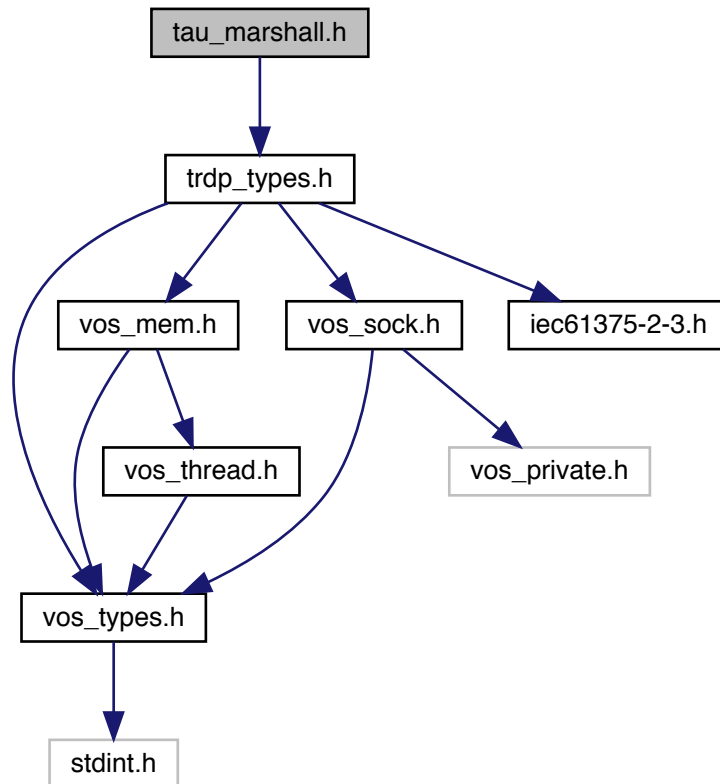 tau_marshall.h
trdp_types.h
vos_mem.h
vos_sock.h
iec61375-2-3.h
vos_thread.h
vos_private.h
vos_types.h
stdint.h